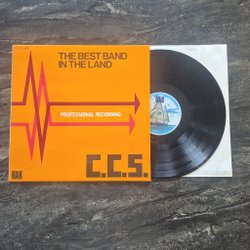 THE BEST BAND
IN THE LAND
PROFESSIONAL RECORDING
C.C.S.
RAK